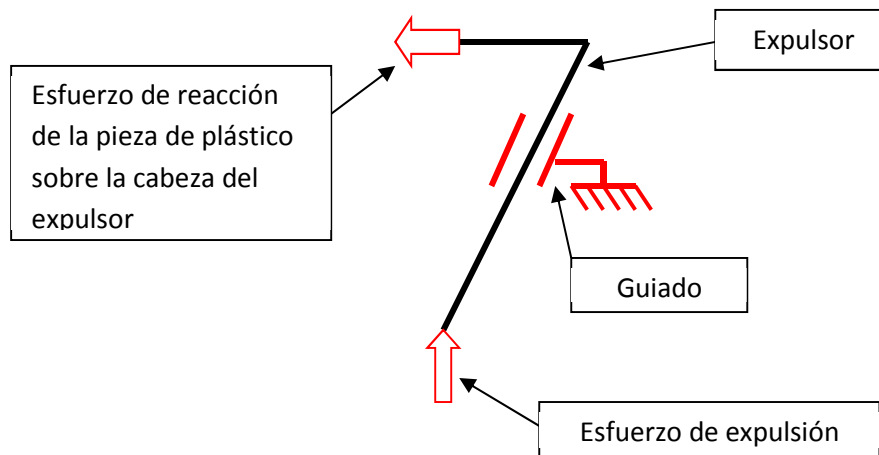 Expulsor
Esfuerzo de reacción
de la pieza de plástico
sobre la cabeza del
expulsor
Guiado
Esfuerzo de expulsión